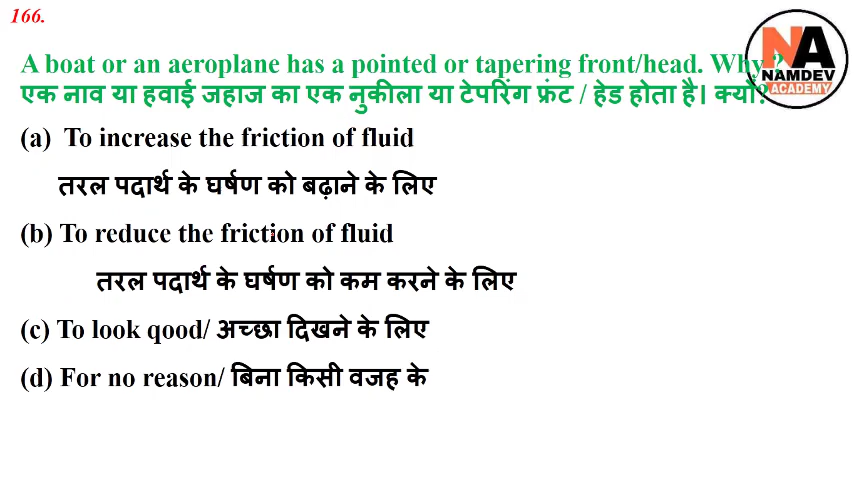 166.
A boat or an aeroplane has a pointed or tapering front/head. Why ?
एक नाव या हवाई जहाज का एक नुकीला या टेपरिंग फ्रंट / हेड होता है। क्यों?
(a) To increase the friction of fluid
तरल पदार्थ के घर्षण को बढ़ाने के लिए
(b) To reduce the friction of fluid
तरल पदार्थ के घर्षण को कम करने के लिए
(c) To look qood/ अच्छा दिखने के लिए
(d) For no reason/ बिना किसी वजह के
NA
NAMDEV
ACADEMY